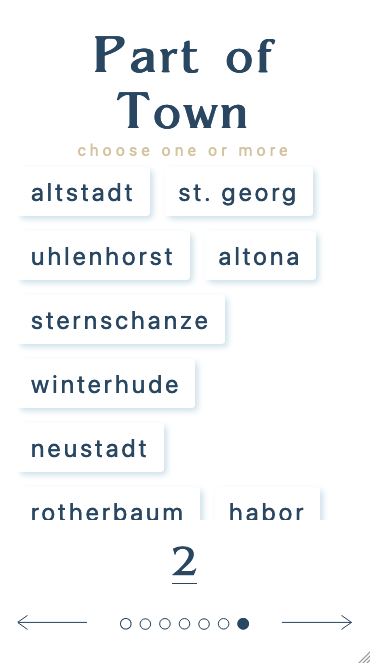 Part of
Town
choose one or more
altstadt st. georg
uhlenhorst altona
sternschanze
winterhude
neustadt
rotherbaum habor
2